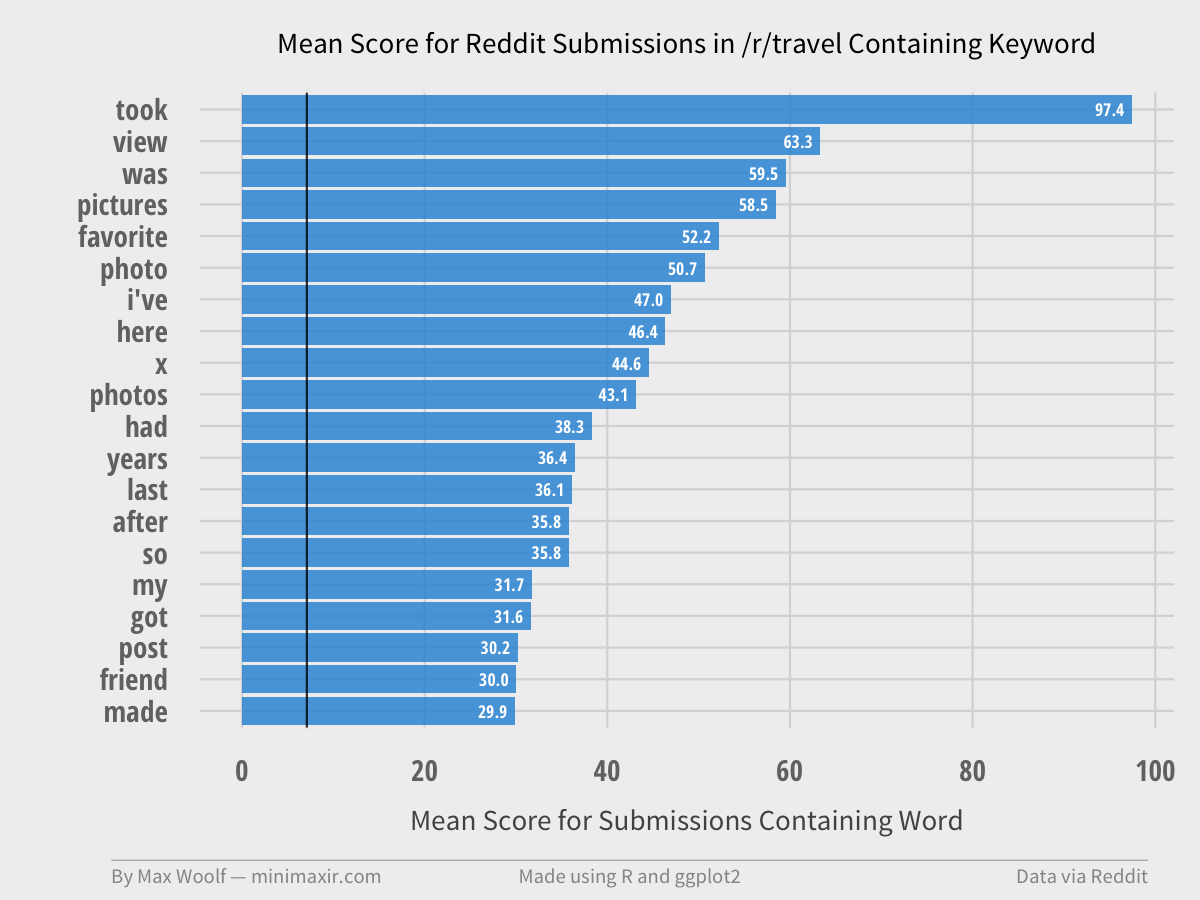 Mean Score for Reddit Submissions in /r/travel Containing Keyword
took 97.4
view 63.3
was 59.5
pictures 58.5
favorite 52.2
photo 50.7
i've 47.0
here 46.4
x 44.6
photos 43.1
had 38.3
years 36.4
last 36.1
after 35.8
so 35.8
my 31.7
got 31.6
post 30.2
friend 30.0
made 29.9
0 20 40 60 80 100
Mean Score for Submissions Containing Word
By Max Woolf — minimaxir.com Made using R and ggplot2 Data via Reddit